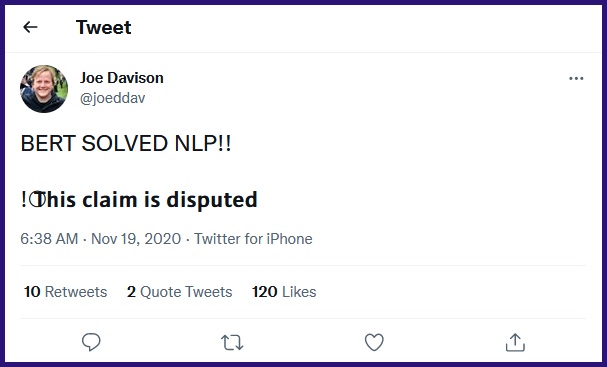 Tweet
Joe Davison
@joeddav
BERT SOLVED NLP!!
!⃝This claim is disputed
6:38 AM · Nov 19, 2020 · Twitter for iPhone
10 Retweets 2 Quote Tweets 120 Likes